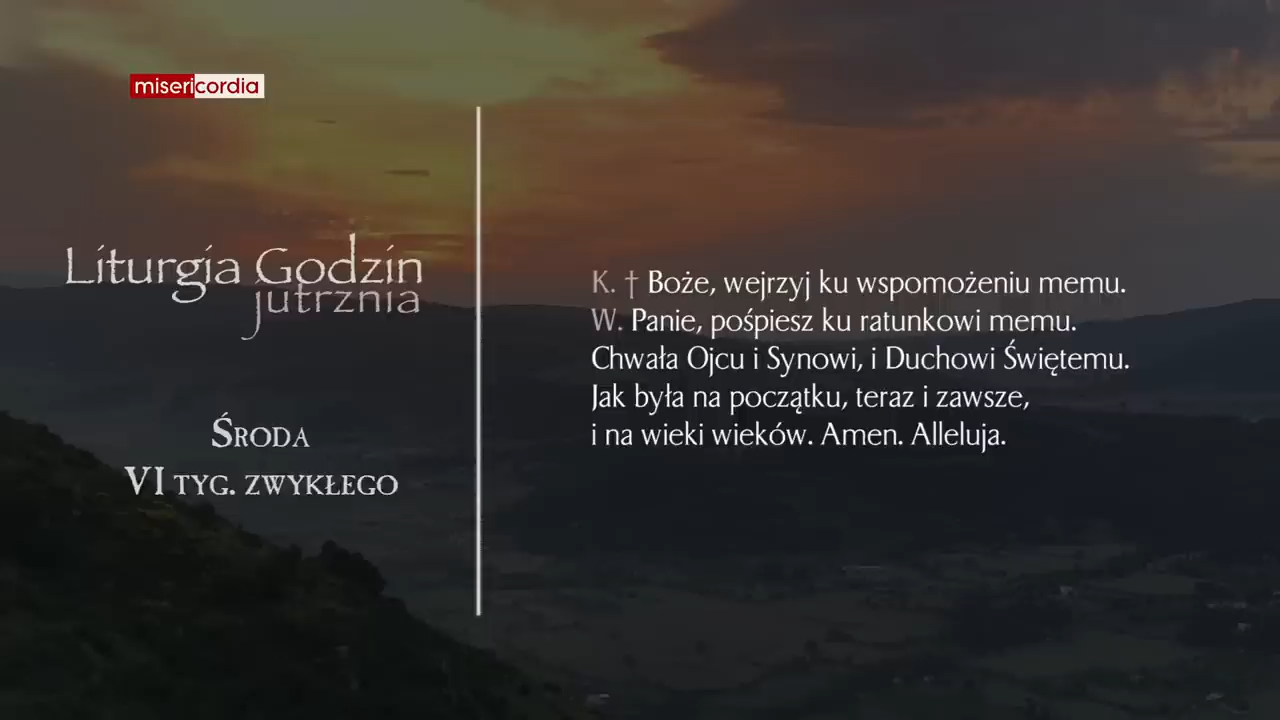 misericordia
Liturgia Godzin
jutrznia
Środa
VI tyg. zwykłego
K. † Boże, wejrzyj ku wspomożeniu memu.
W. Panie, pośpiesz ku ratunkowi memu.
Chwała Ojcu i Synowi, i Duchowi Świętemu.
Jak była na początku, teraz i zawsze,
i na wieki wieków. Amen. Alleluja.